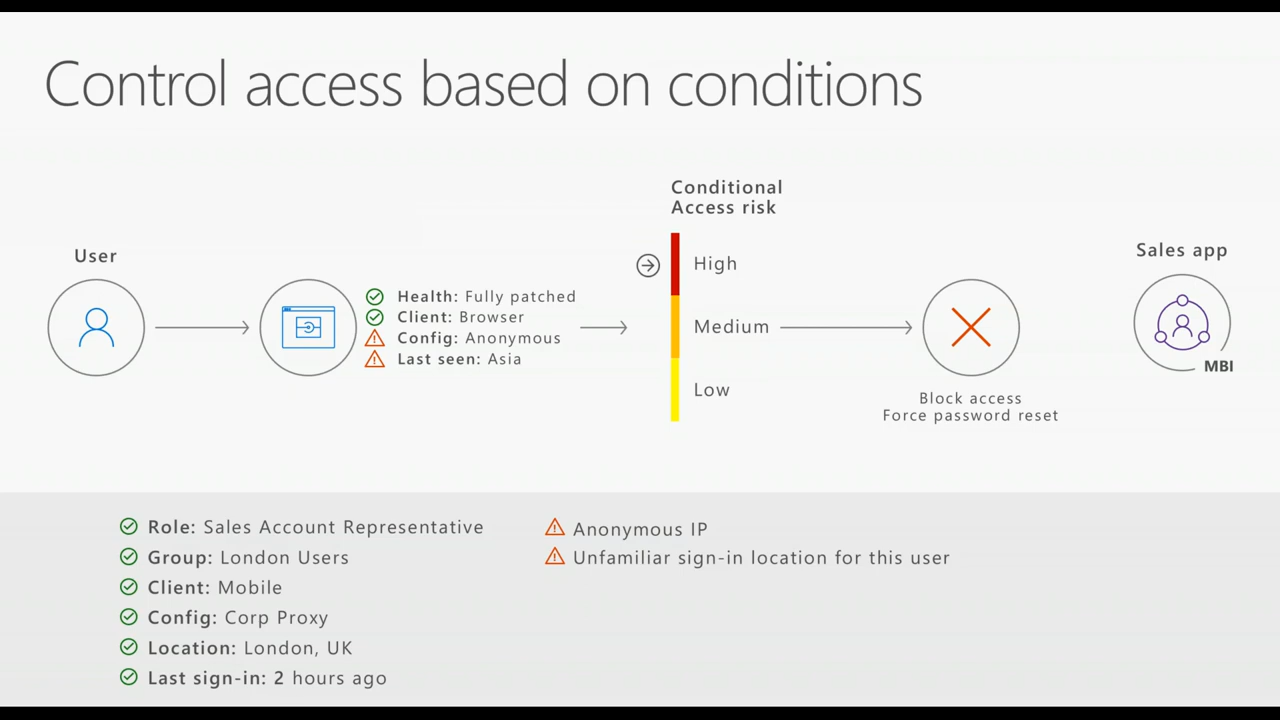 Control access based on conditions
Conditional
Access risk
User
Sales app
High
Health: Fully patched
Client: Browser
Config: Anonymous
Last seen: Asia
Medium
Low
MBI
Block access
Force password reset
Role: Sales Account Representative
Group: London Users
Client: Mobile
Config: Corp Proxy
Location: London, UK
Last sign-in: 2 hours ago
Anonymous IP
Unfamiliar sign-in location for this user